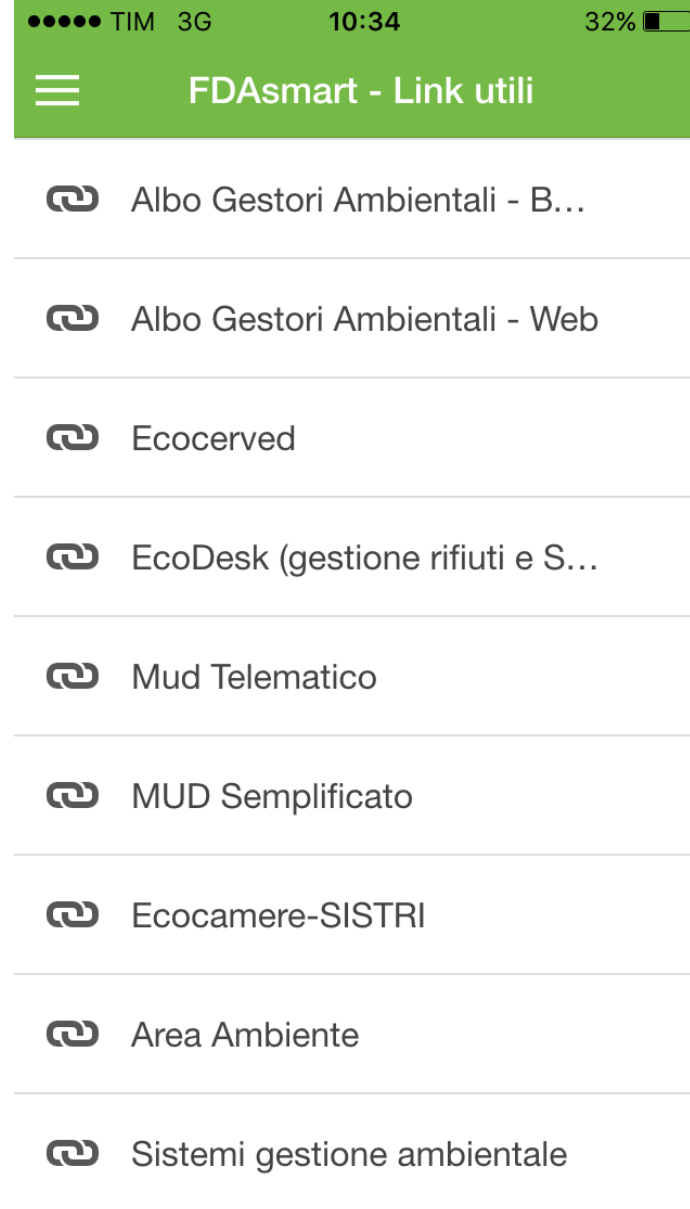 ●●●●● TIM 3G 10:34 32%
FDAsmart - Link utili
Albo Gestori Ambientali - B...
Albo Gestori Ambientali - Web
Ecocerved
EcoDesk (gestione rifiuti e S...
Mud Telematico
MUD Semplificato
Ecocamere-SISTRI
Area Ambiente
Sistemi gestione ambientale